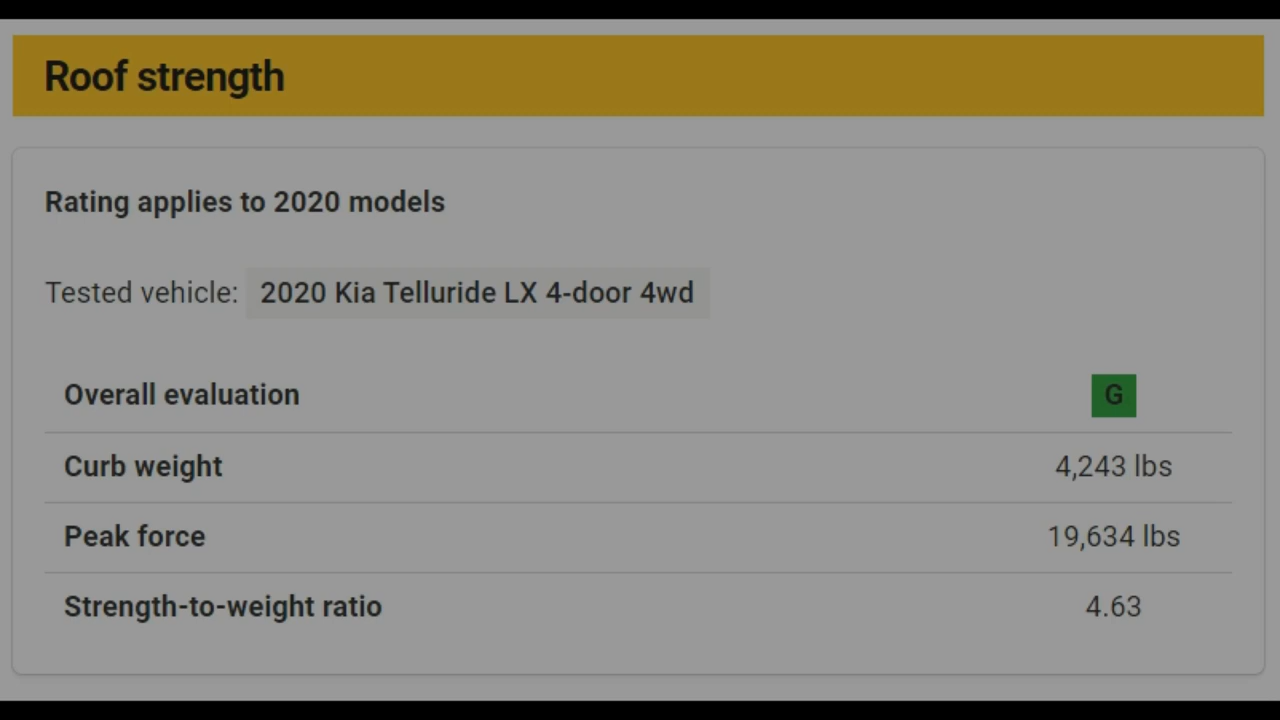 Roof strength
Rating applies to 2020 models
Tested vehicle: 2020 Kia Telluride LX 4-door 4wd
Overall evaluation G
Curb weight 4,243 lbs
Peak force 19,634 lbs
Strength-to-weight ratio 4.63